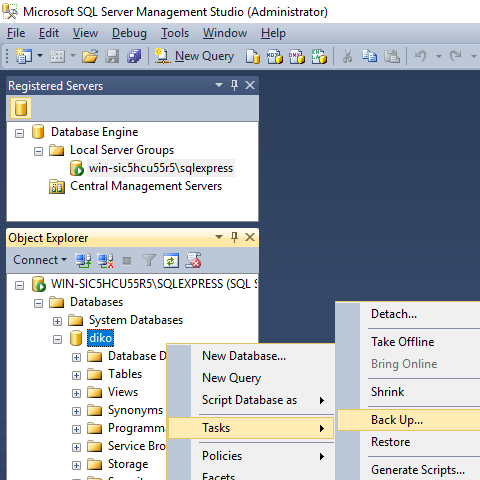 Microsoft SQL Server Management Studio (Administrator)
File Edit View Debug Tools Window Help
New Query
Registered Servers
Database Engine
Local Server Groups
win-sic5hcu55r5\sqlexpress
Central Management Servers
Object Explorer
Connect
WIN-SIC5HCU55R5\SQLEXPRESS (SQL S
Databases
System Databases
diko
Database D
Tables
Views
Synonyms
Programm
Service Bro
Storage
New Database...
New Query
Script Database as
Tasks
Policies
Facets
Detach...
Take Offline
Bring Online
Shrink
Back Up...
Restore
Generate Scripts...